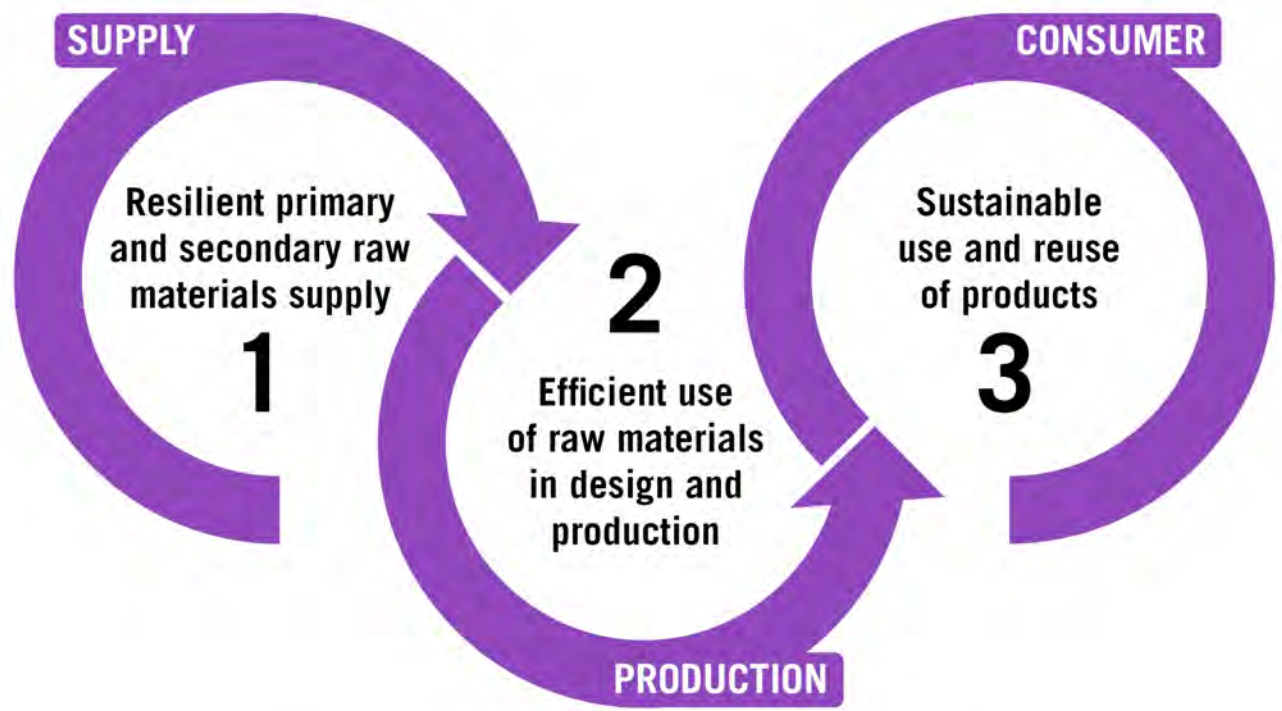 SUPPLY
Resilient primary
and secondary raw
materials supply
1
2
Efficient use
of raw materials
in design and
production
PRODUCTION
CONSUMER
Sustainable
use and reuse
of products
3